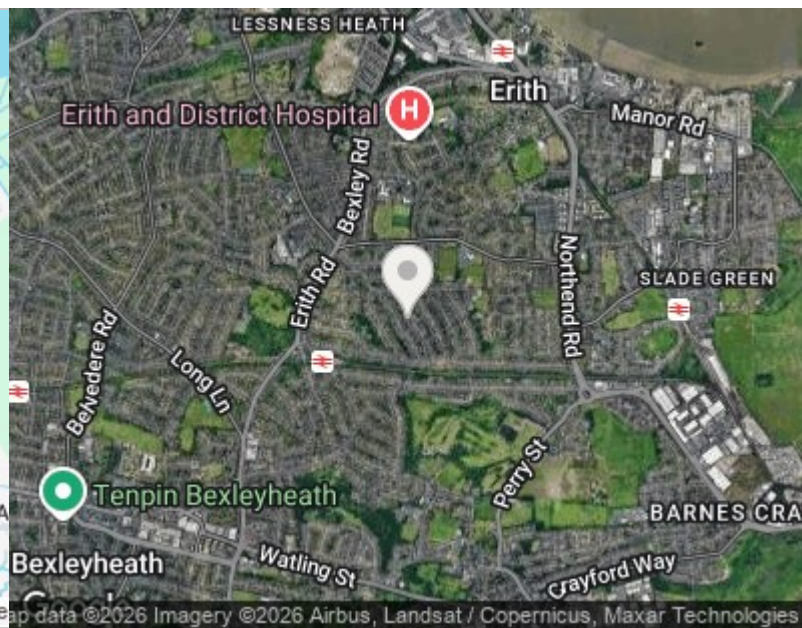 LESSNESS HEATH
Erith
Erith and District Hospital
H
Manor Rd
Bexley Rd
Northend Rd
SLADE GREEN
Erith Rd
Belvedere Rd
Long Ln
Perry St
Tenpin Bexleyheath
BARNES CRA
Bexleyheath
Watling St
Crayford Way
ap data ©2026 Imagery ©2026 Airbus, Landsat / Copernicus, Maxar Technologies